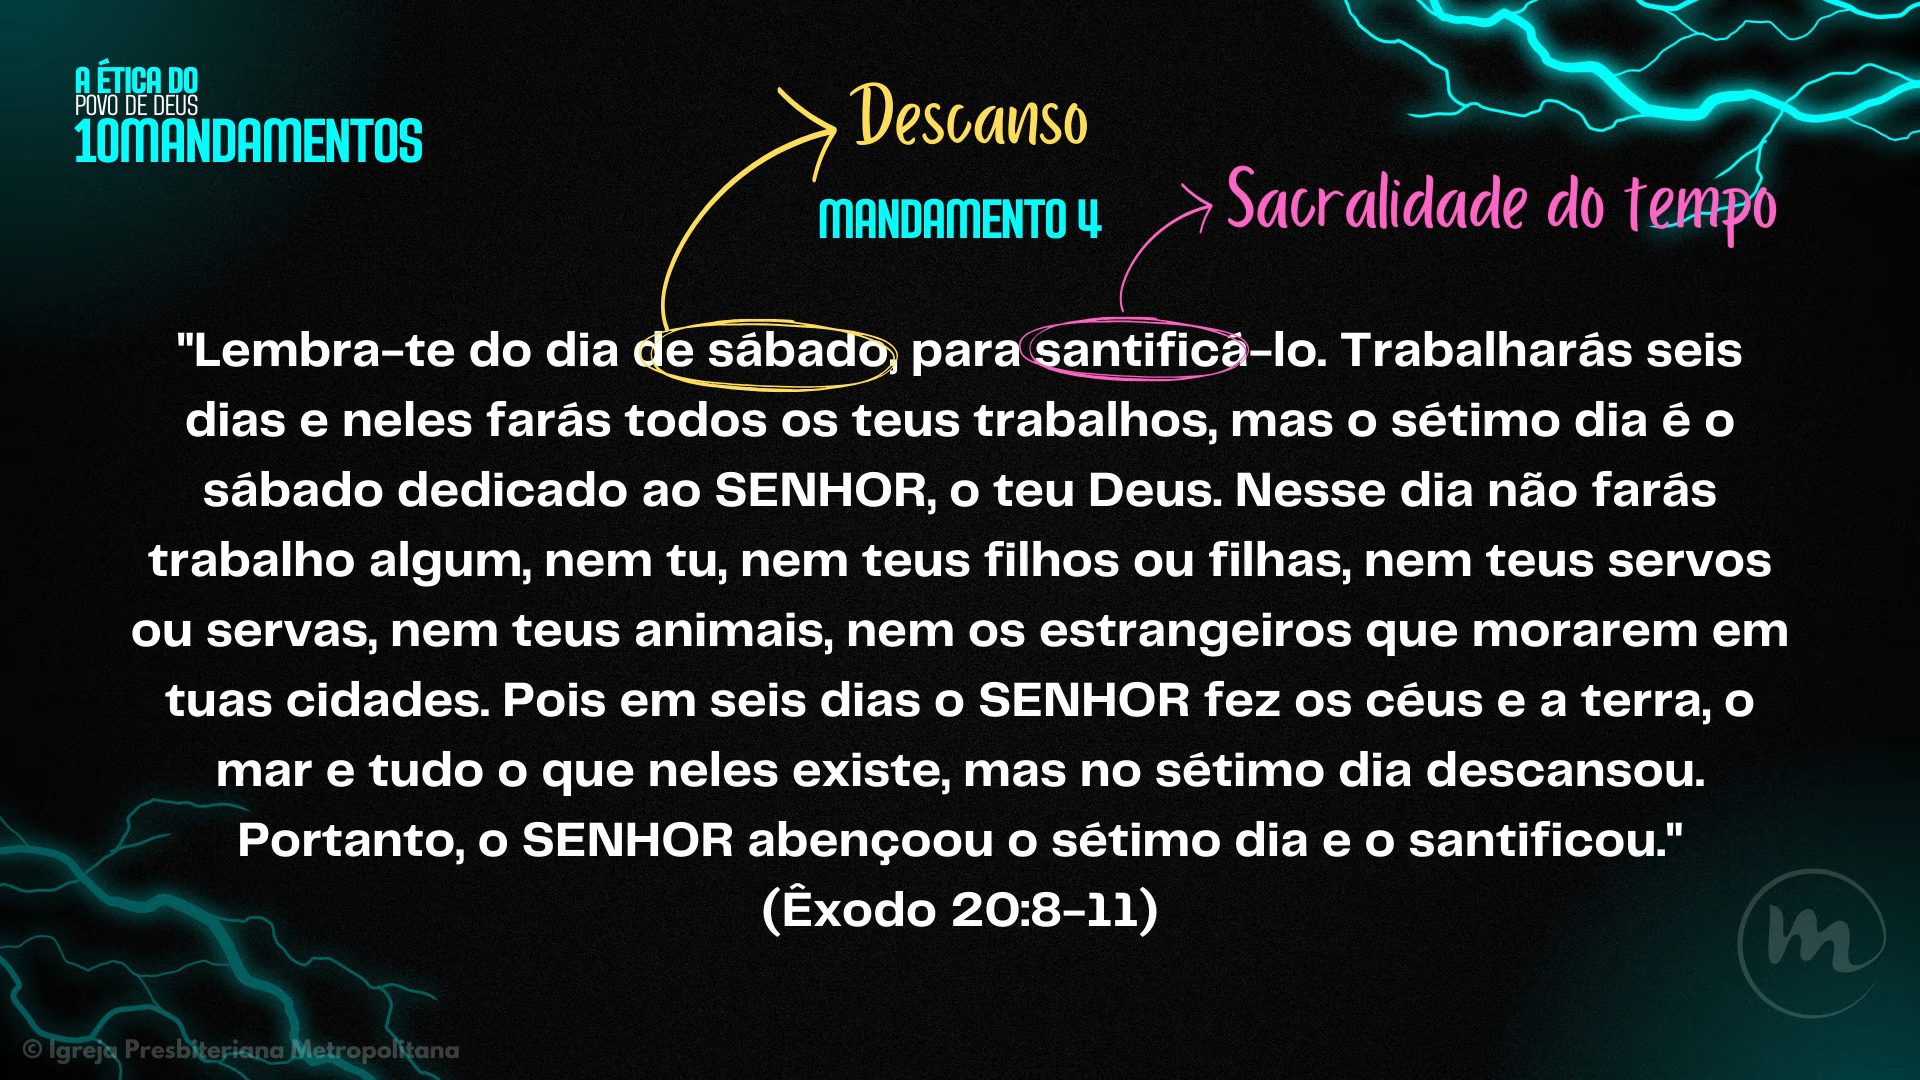 A ÉTICA DO
POVO DE DEUS
10MANDAMENTOS
Descanso
MANDAMENTO 4
Sacralidade do tempo
"Lembra-te do dia de sábado, para santificá-lo. Trabalharás seis
dias e neles farás todos os teus trabalhos, mas o sétimo dia é o
sábado dedicado ao SENHOR, o teu Deus. Nesse dia não farás
trabalho algum, nem tu, nem teus filhos ou filhas, nem teus servos
ou servas, nem teus animais, nem os estrangeiros que morarem em
tuas cidades. Pois em seis dias o SENHOR fez os céus e a terra, o
mar e tudo o que neles existe, mas no sétimo dia descansou.
Portanto, o SENHOR abençoou o sétimo dia e o santificou."
(Êxodo 20:8-11)
m
© Igreja Presbiteriana Metropolitana